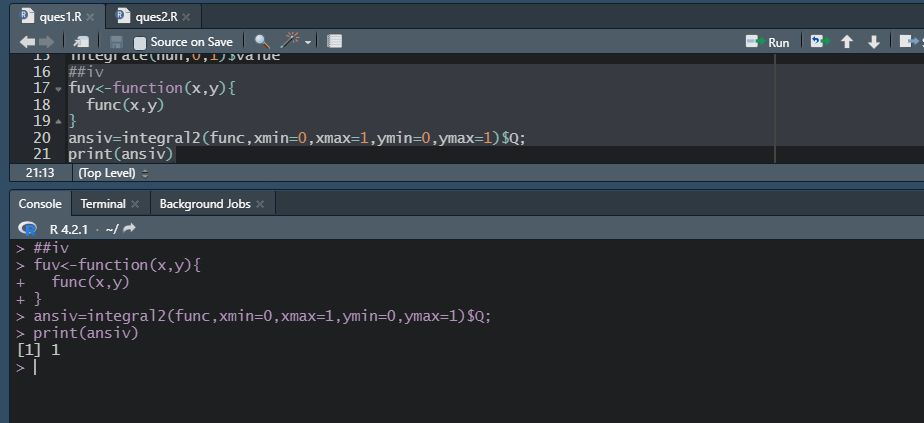 ques1.R ques2.R
Source on Save Run
15 integrate(hun,0,1)$value
16 ##iv
17 fuv<-function(x,y){
18 func(x,y)
19 }
20 ansiv=integral2(func,xmin=0,xmax=1,ymin=0,ymax=1)$Q;
21 print(ansiv)
21:13 (Top Level)
Console Terminal Background Jobs
R 4.2.1 · ~/
> ##iv
> fuv<-function(x,y){
+ func(x,y)
+ }
> ansiv=integral2(func,xmin=0,xmax=1,ymin=0,ymax=1)$Q;
> print(ansiv)
[1] 1
>